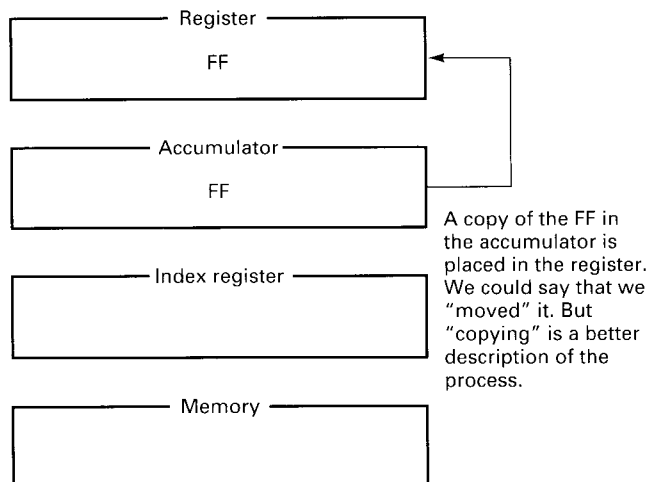 Register
FF
Accumulator
FF
A copy of the FF in
the accumulator is
placed in the register.
We could say that we
"moved" it. But
"copying" is a better
description of the
process.
Index register
Memory